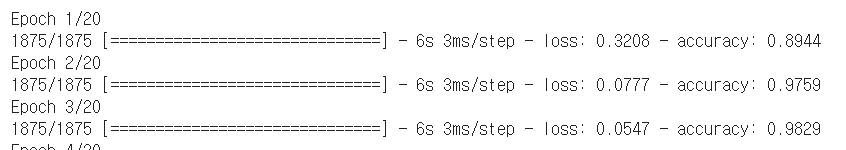 Epoch 1/20
1875/1875 [==============================] - 6s 3ms/step - loss: 0.3208 - accuracy: 0.8944
Epoch 2/20
1875/1875 [==============================] - 6s 3ms/step - loss: 0.0777 - accuracy: 0.9759
Epoch 3/20
1875/1875 [==============================] - 6s 3ms/step - loss: 0.0547 - accuracy: 0.9829
Epoch 4/20